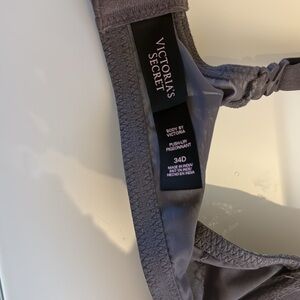 VICTORIA'S
SECRET
BODY BY
VICTORIA
PUSH-UP/
PIGEONNANT
34D
MADE IN INDIA/
FAIT EN INDE/
HECHO EN INDIA